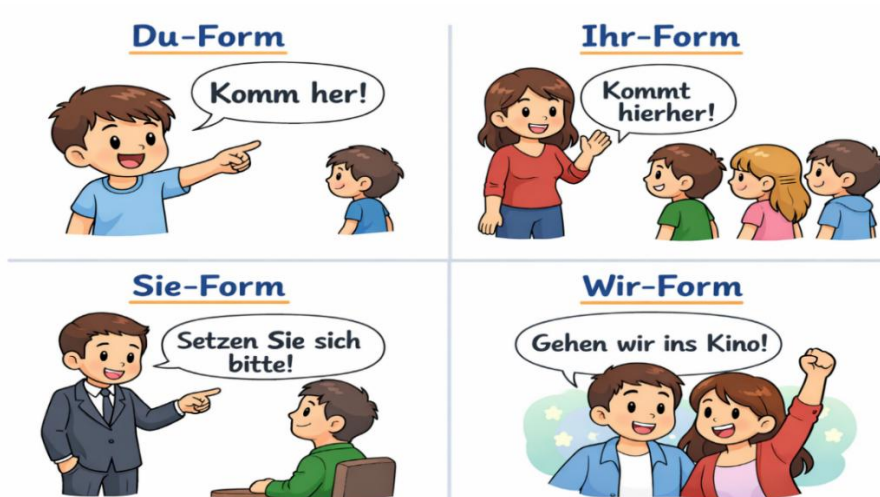 Du-Form
Komm her!
Ihr-Form
Kommt
hierher!
Sie-Form
Setzen Sie sich
bitte!
Wir-Form
Gehen wir ins Kino!